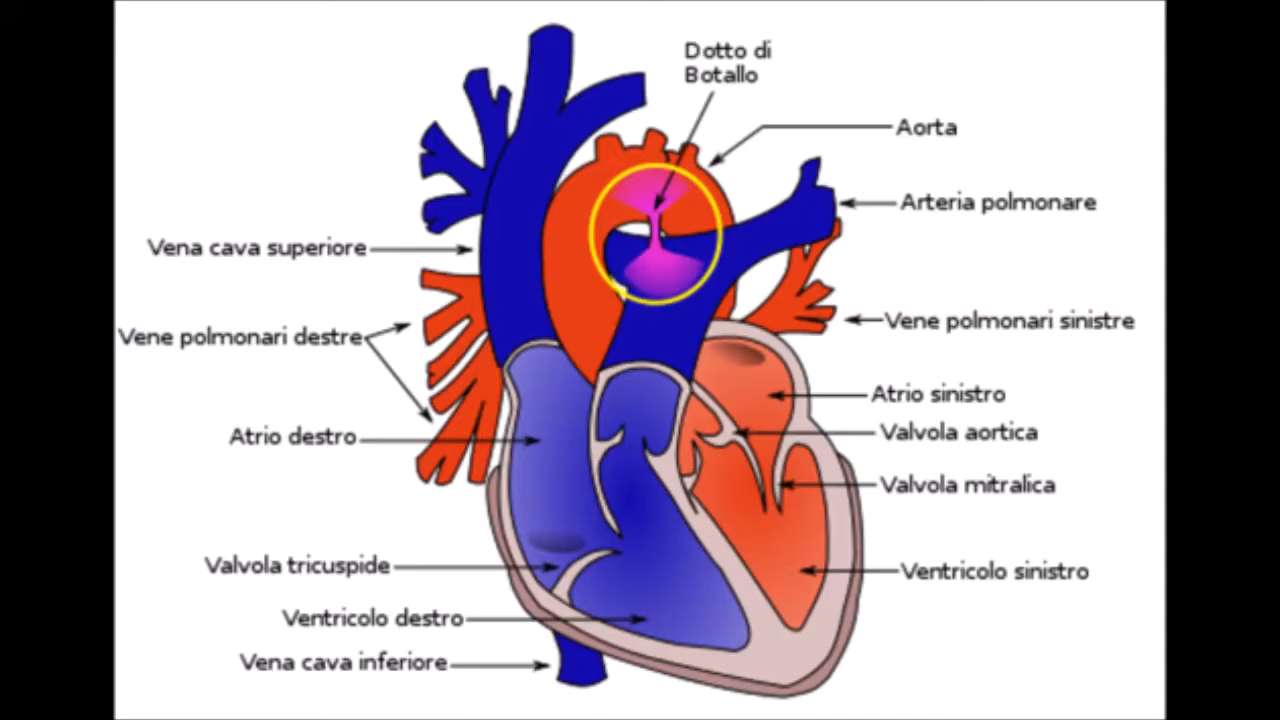 Dotto di
Botallo
Aorta
Arteria polmonare
Vena cava superiore
Vene polmonari sinistre
Vene polmonari destre
Atrio sinistro
Valvola aortica
Atrio destro
Valvola mitralica
Valvola tricuspide
Ventricolo sinistro
Ventricolo destro
Vena cava inferiore